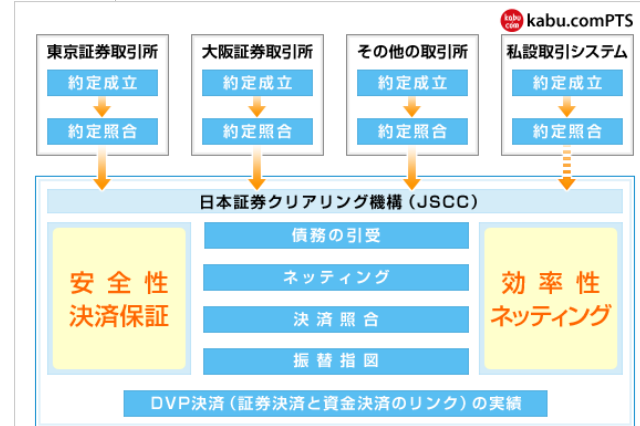 kabu.com kabu.comPTS
東京証券取引所
約定成立
約定照合
大阪証券取引所
約定成立
約定照合
その他の取引所
約定成立
約定照合
私設取引システム
約定成立
約定照合
日本証券クリアリング機構(JSCC)
安全性
決済保証
債務の引受
ネッティング
決済照合
振替指図
効率性
ネッティング
DVP決済(証券決済と資金決済のリンク)の実績